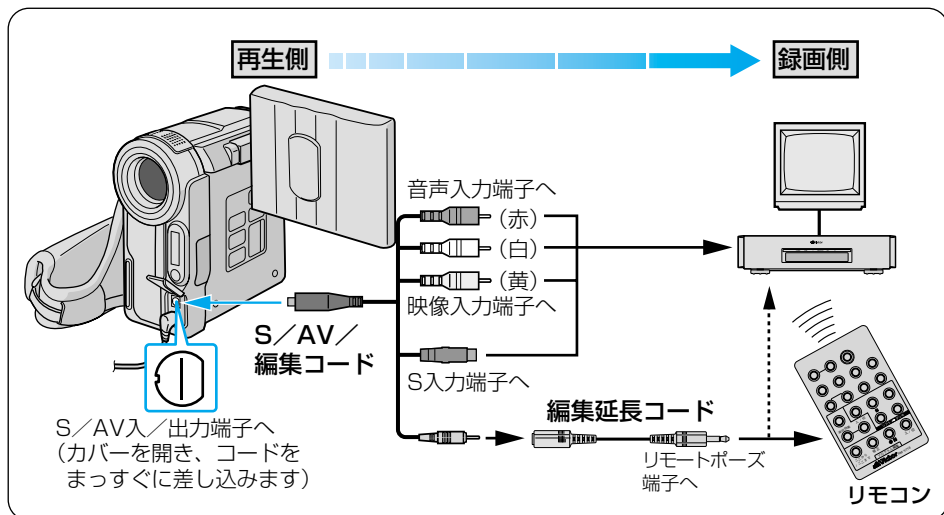 再生側
録画側
音声入力端子へ
(赤)
(白)
(黄)
映像入力端子へ
S/AV/
編集コード
S入力端子へ
S/AV入/出力端子へ
(カバーを開き、コードを
まっすぐに差し込みます)
編集延長コード
リモートポーズ
端子へ
リモコン